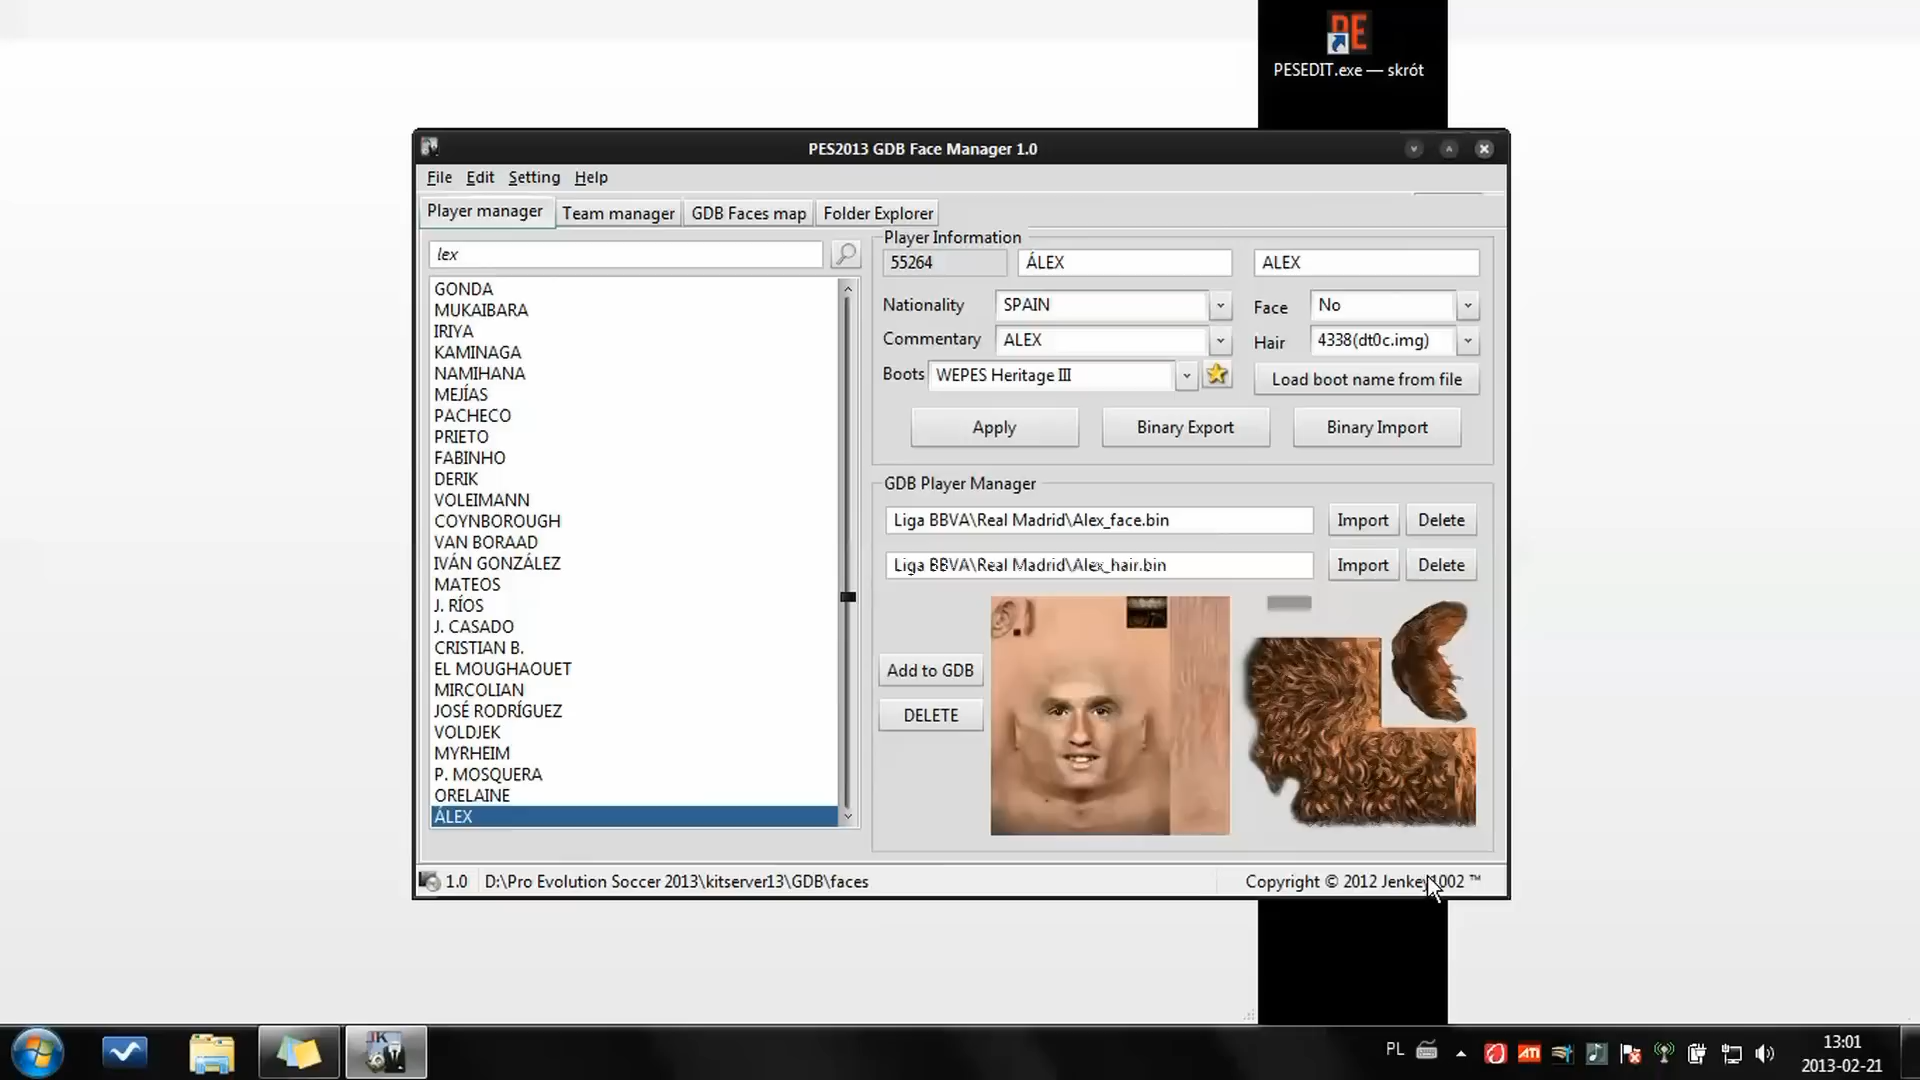 PESEDIT.exe — skrót
PES2013 GDB Face Manager 1.0
File Edit Setting Help
Player manager Team manager GDB Faces map Folder Explorer
lex
GONDA
MUKAIBARA
IRIYA
KAMINAGA
NAMIHANA
MEJÍAS
PACHECO
PRIETO
FABINHO
DERIK
VOLEIMANN
COYNBOROUGH
VAN BORAAD
IVÁN GONZÁLEZ
MATEOS
J. RÍOS
J. CASADO
CRISTIAN B.
EL MOUGHAOUET
MIRCOLIAN
JOSÉ RODRÍGUEZ
VOLDJEK
MYRHEIM
P. MOSQUERA
ORELAINE
ÁLEX
Player Information
55264 ÁLEX ALEX
Nationality SPAIN Face No
Commentary ALEX Hair 4338(dt0c.img)
Boots WEPES Heritage III Load boot name from file
Apply Binary Export Binary Import
GDB Player Manager
Liga BBVA\Real Madrid\Alex_face.bin Import Delete
Liga BBVA\Real Madrid\Alex_hair.bin Import Delete
Add to GDB
DELETE
1.0 D:\Pro Evolution Soccer 2013\kitserver13\GDB\faces Copyright © 2012 Jenkey1002 ™
PL ATI 13:01
2013-02-21